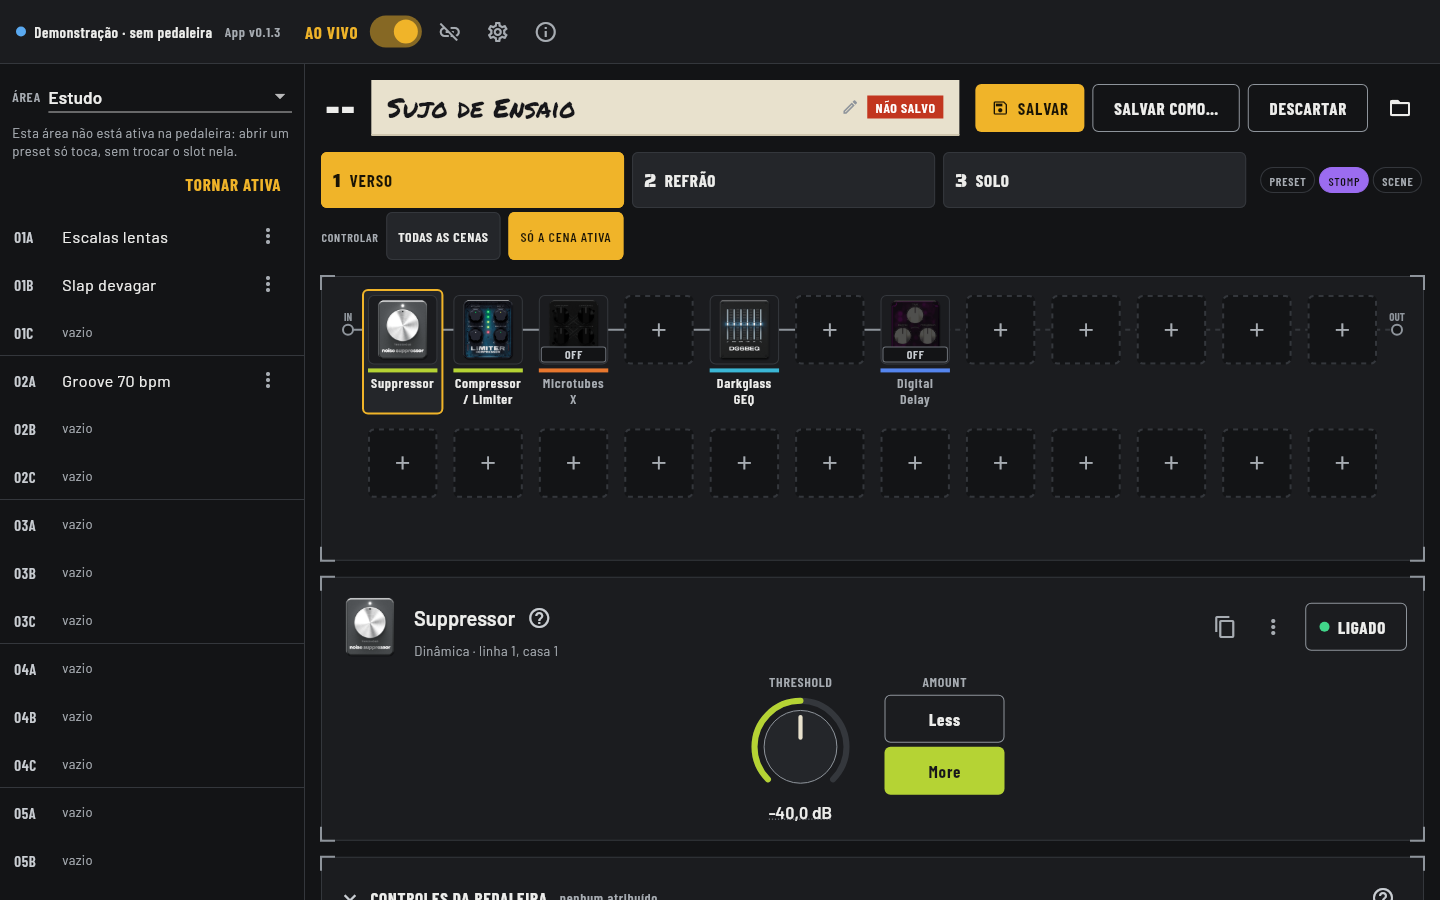 Demonstração · sem pedaleira App v0.1.3 AO VIVO
ÁREA Estudo
Esta área não está ativa na pedaleira: abrir um
preset só toca, sem trocar o slot nela.
TORNAR ATIVA
01A Escalas lentas
01B Slap devagar
01C vazio
02A Groove 70 bpm
02B vazio
02C vazio
03A vazio
03B vazio
03C vazio
04A vazio
04B vazio
04C vazio
05A vazio
05B vazio
-- Sujo de Ensaio NÃO SALVO SALVAR SALVAR COMO... DESCARTAR
1 VERSO 2 REFRÃO 3 SOLO PRESET STOMP SCENE
CONTROLAR TODAS AS CENAS SÓ A CENA ATIVA
IN OUT
noise suppressor LIMITER DGSBEQ
OFF OFF
Suppressor
Compressor
/ Limiter
Microtubes
X
Darkglass
GEQ
Digital
Delay
noise suppressor
Suppressor
Dinâmica · linha 1, casa 1
LIGADO
THRESHOLD AMOUNT
Less
More
-40,0 dB
CONTROLES DA PEDALEIRA nenhum atribuído